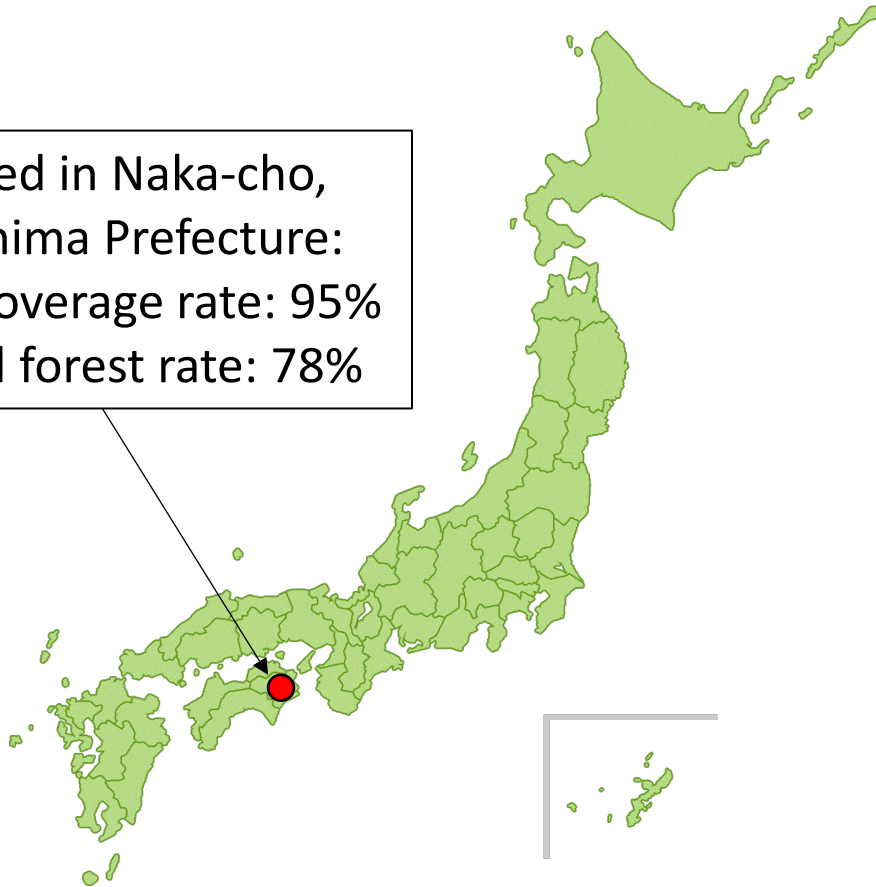 ed in Naka-cho,
hima Prefecture:
overage rate: 95%
forest rate: 78%